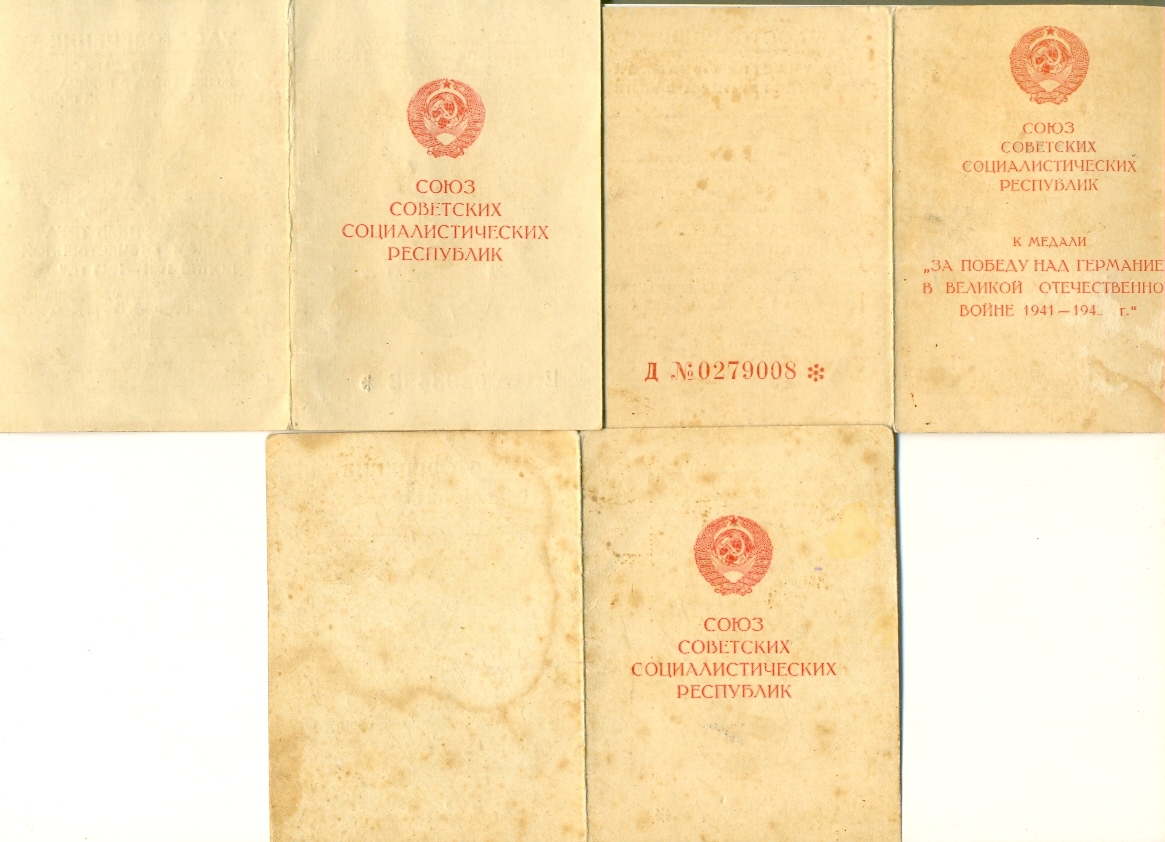 СОЮЗ
СОВЕТСКИХ
СОЦИАЛИСТИЧЕСКИХ
РЕСПУБЛИК
Д №0279008
СОЮЗ
СОВЕТСКИХ
СОЦИАЛИСТИЧЕСКИХ
РЕСПУБЛИК
К МЕДАЛИ
„ЗА ПОБЕДУ НАД ГЕРМАНИЕ
В ВЕЛИКОЙ ОТЕЧЕСТВЕННО
ВОЙНЕ 1941—194 г.“
СОЮЗ
СОВЕТСКИХ
СОЦИАЛИСТИЧЕСКИХ
РЕСПУБЛИК